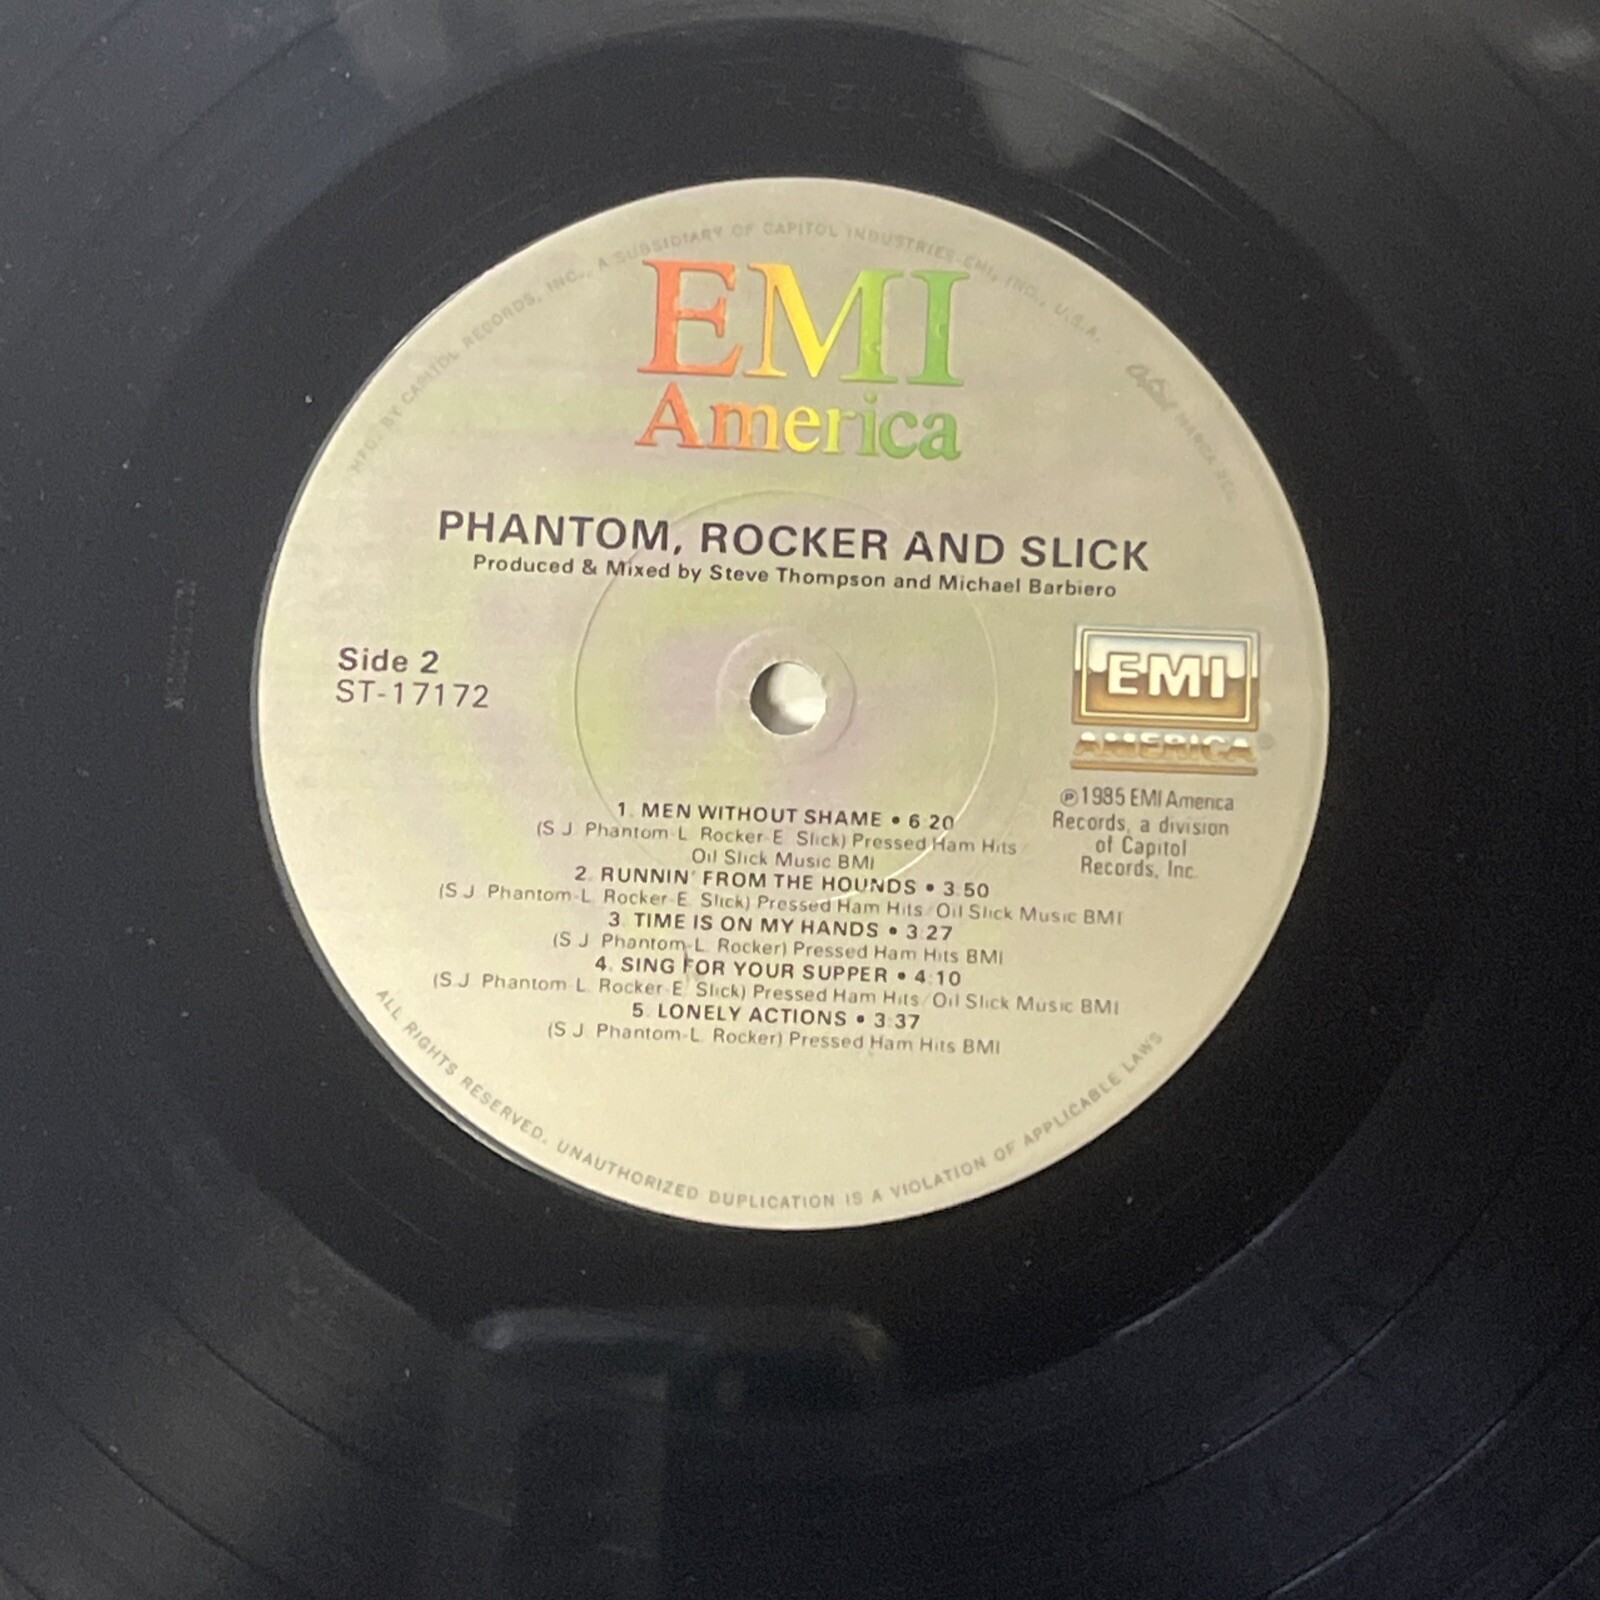 MFG. BY CAPITOL RECORDS, INC., A SUBSIDIARY OF CAPITOL INDUSTRIES-EMI, INC., U.S.A.
Capitol MARCA REG.
EMI
America
PHANTOM, ROCKER AND SLICK
Produced & Mixed by Steve Thompson and Michael Barbiero
Side 2
ST-17172
EMI
AMERICA®
℗1985 EMI America
Records, a division
of Capitol
Records, Inc.
1. MEN WITHOUT SHAME • 6:20
(S.J. Phantom-L. Rocker-E. Slick) Pressed Ham Hits/
Oil Slick Music BMI
2. RUNNIN' FROM THE HOUNDS • 3:50
(S.J. Phantom-L. Rocker-E. Slick) Pressed Ham Hits/Oil Slick Music BMI
3. TIME IS ON MY HANDS • 3:27
(S.J. Phantom-L. Rocker) Pressed Ham Hits BMI
4. SING FOR YOUR SUPPER • 4:10
(S.J. Phantom-L. Rocker-E. Slick) Pressed Ham Hits/Oil Slick Music BMI
5. LONELY ACTIONS • 3:37
(S.J. Phantom-L. Rocker) Pressed Ham Hits BMI
ALL RIGHTS RESERVED. UNAUTHORIZED DUPLICATION IS A VIOLATION OF APPLICABLE LAWS